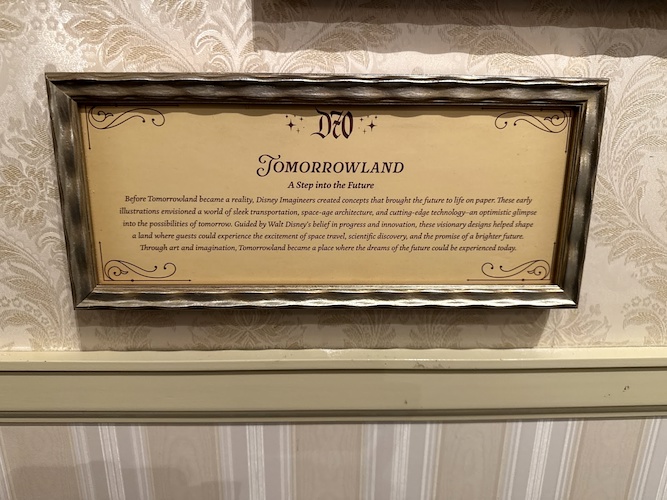 D70
TOMORROWLAND
A Step into the Future
Before Tomorrowland became a reality, Disney Imagineers created concepts that brought the future to life on paper. These early
illustrations envisioned a world of sleek transportation, space-age architecture, and cutting-edge technology–an optimistic glimpse
into the possibilities of tomorrow. Guided by Walt Disney's belief in progress and innovation, these visionary designs helped shape
a land where guests could experience the excitement of space travel, scientific discovery, and the promise of a brighter future.
Through art and imagination, Tomorrowland became a place where the dreams of the future could be experienced today.